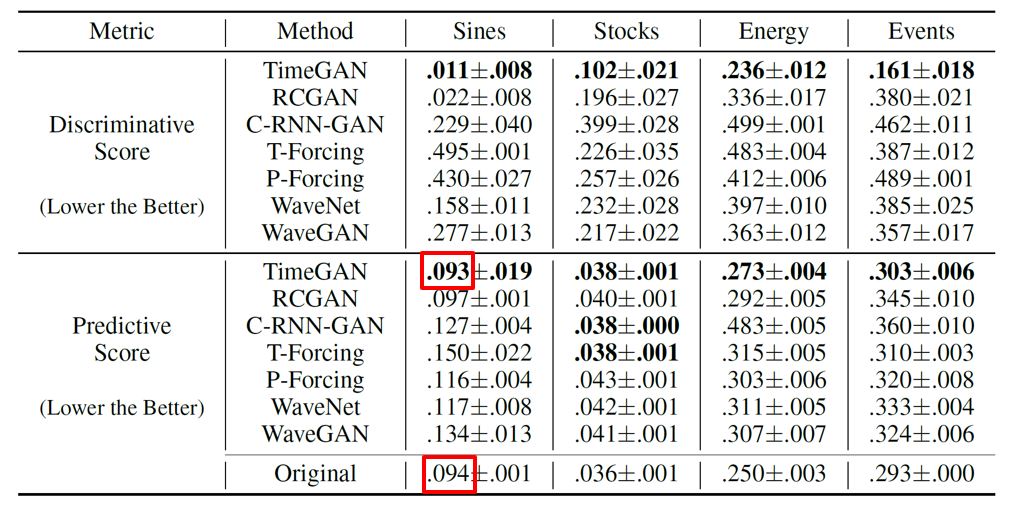 Metric Method Sines Stocks Energy Events
TimeGAN .011±.008 .102±.021 .236±.012 .161±.018
RCGAN .022±.008 .196±.027 .336±.017 .380±.021
Discriminative C-RNN-GAN .229±.040 .399±.028 .499±.001 .462±.011
Score T-Forcing .495±.001 .226±.035 .483±.004 .387±.012
P-Forcing .430±.027 .257±.026 .412±.006 .489±.001
(Lower the Better) WaveNet .158±.011 .232±.028 .397±.010 .385±.025
WaveGAN .277±.013 .217±.022 .363±.012 .357±.017
TimeGAN .093±.019 .038±.001 .273±.004 .303±.006
RCGAN .097±.001 .040±.001 .292±.005 .345±.010
Predictive C-RNN-GAN .127±.004 .038±.000 .483±.005 .360±.010
Score T-Forcing .150±.022 .038±.001 .315±.005 .310±.003
P-Forcing .116±.004 .043±.001 .303±.006 .320±.008
(Lower the Better) WaveNet .117±.008 .042±.001 .311±.005 .333±.004
WaveGAN .134±.013 .041±.001 .307±.007 .324±.006
Original .094±.001 .036±.001 .250±.003 .293±.000